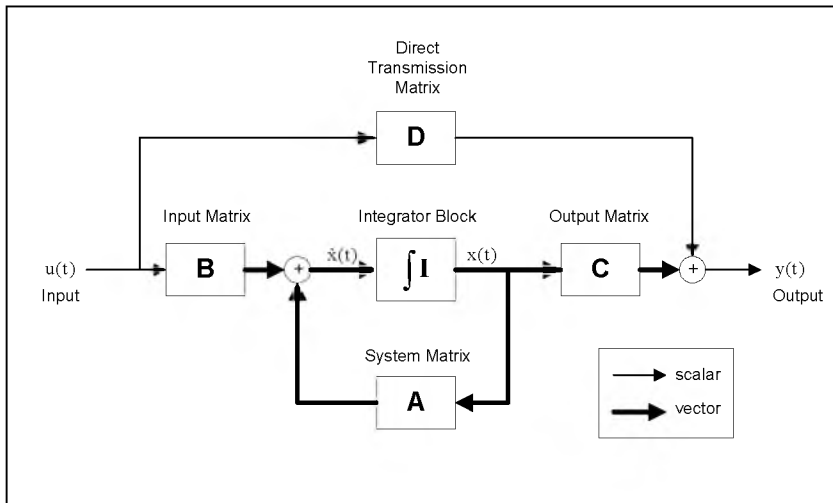 Direct
Transmission
Matrix
D
Input Matrix
Integrator Block
Output Matrix
u(t)
Input
B
+
ẋ(t)
∫ I
x(t)
C
+
y(t)
Output
System Matrix
A
scalar
vector